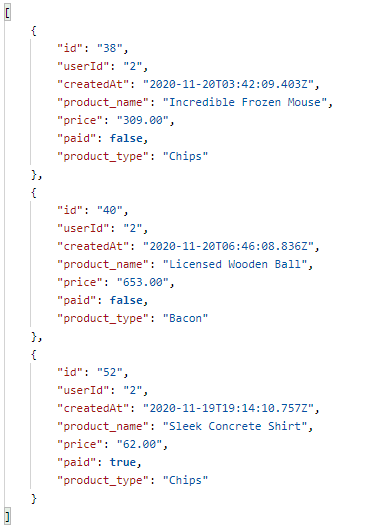 [
{
"id": "38",
"userId": "2",
"createdAt": "2020-11-20T03:42:09.403Z",
"product_name": "Incredible Frozen Mouse",
"price": "309.00",
"paid": false,
"product_type": "Chips"
},
{
"id": "40",
"userId": "2",
"createdAt": "2020-11-20T06:46:08.836Z",
"product_name": "Licensed Wooden Ball",
"price": "653.00",
"paid": false,
"product_type": "Bacon"
},
{
"id": "52",
"userId": "2",
"createdAt": "2020-11-19T19:14:10.757Z",
"product_name": "Sleek Concrete Shirt",
"price": "62.00",
"paid": true,
"product_type": "Chips"
}
]